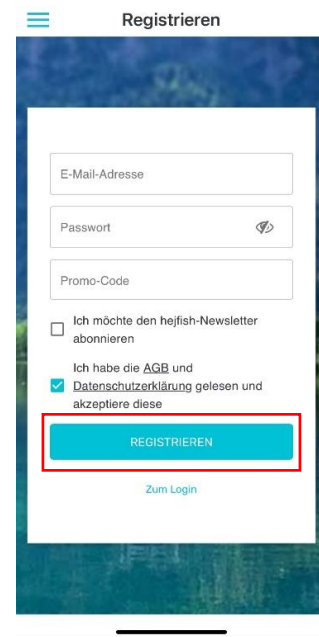 Registrieren
E-Mail-Adresse
Passwort
Promo-Code
Ich möchte den hejfish-Newsletter
abonnieren
Ich habe die AGB und
Datenschutzerklärung gelesen und
akzeptiere diese
REGISTRIEREN
Zum Login